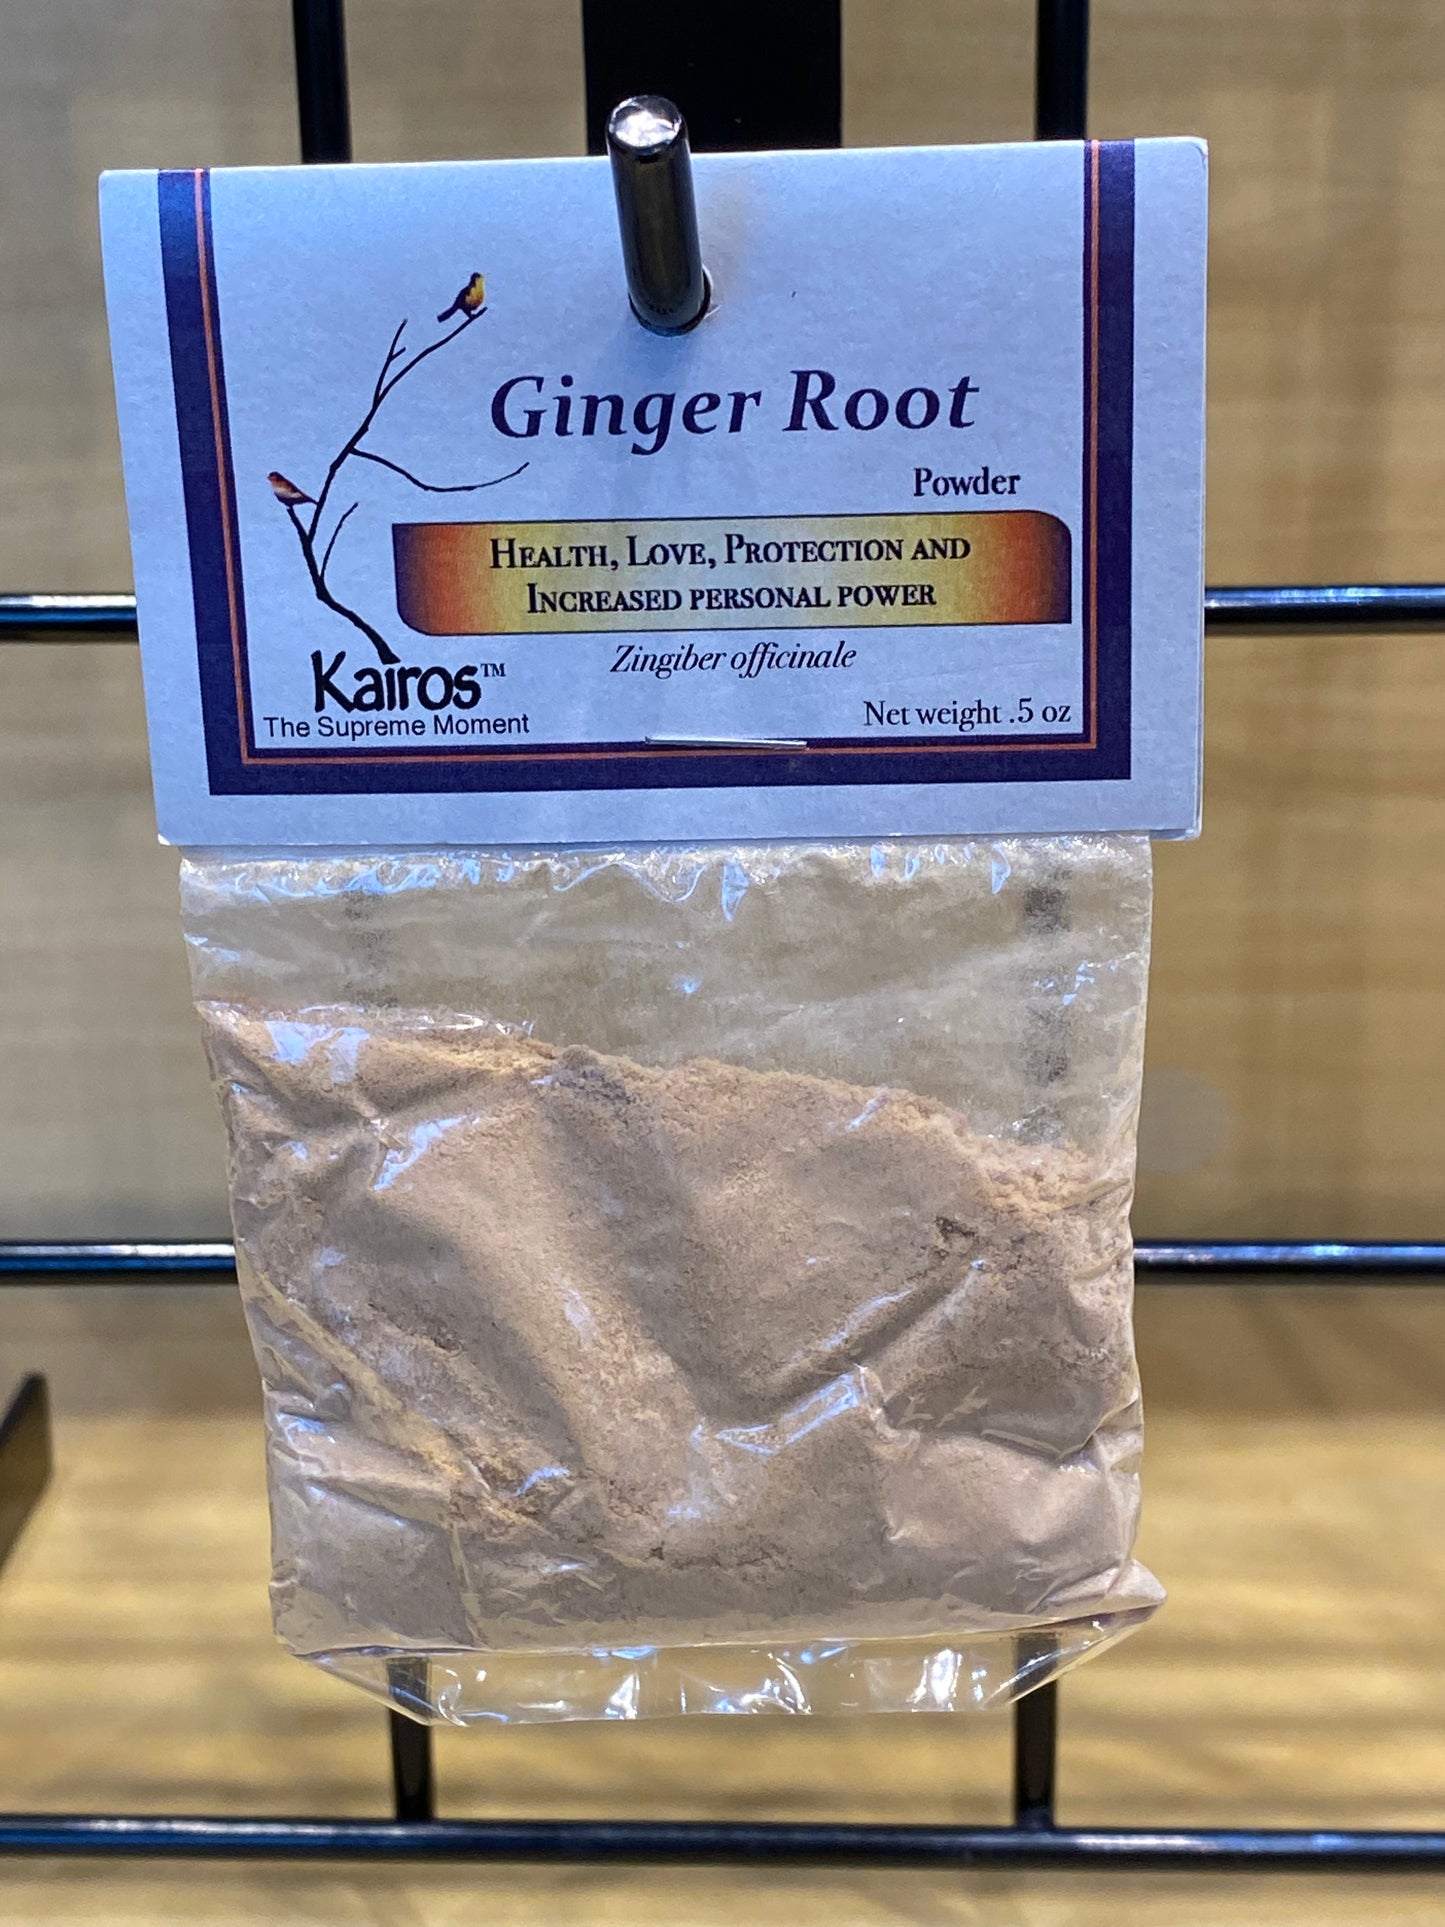 Ginger Root
Powder
HEALTH, LOVE, PROTECTION AND
INCREASED PERSONAL POWER
Zingiber officinale
Kairos™
The Supreme Moment
Net weight .5 oz